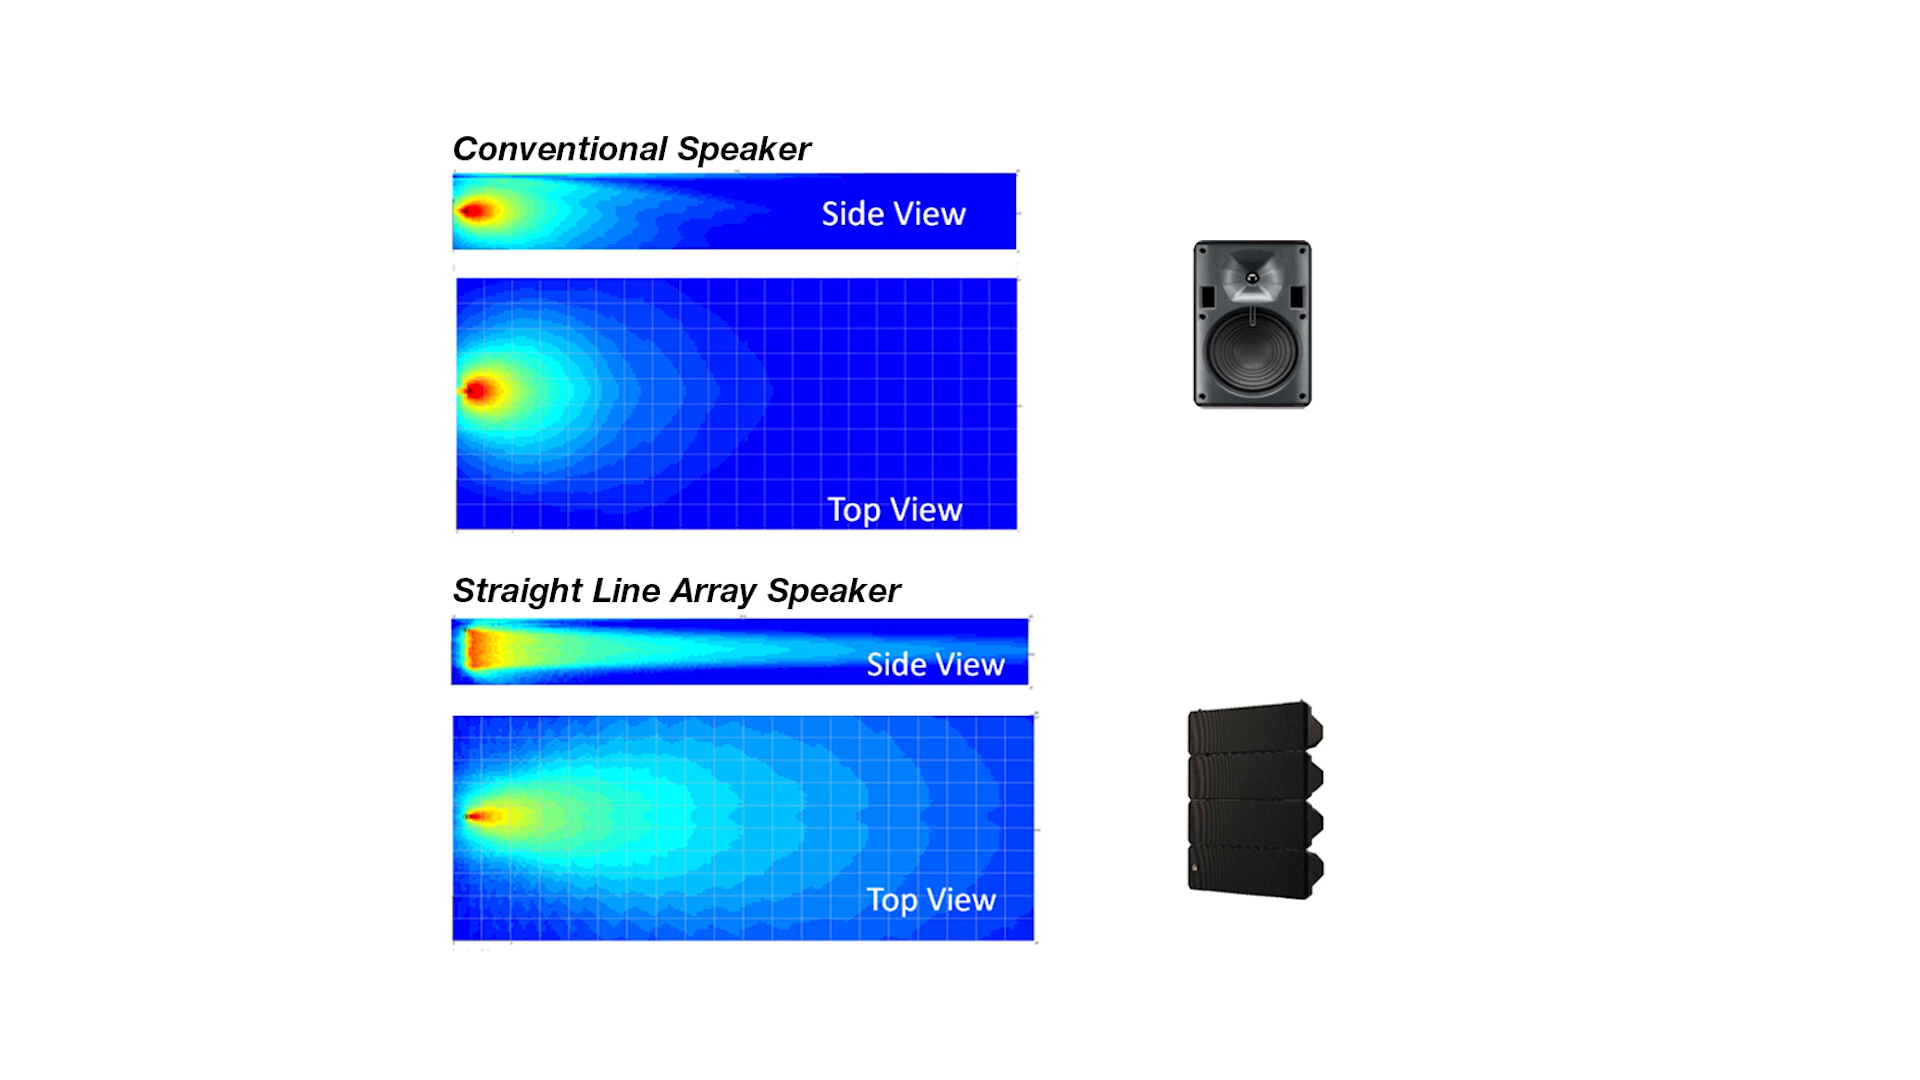 Conventional Speaker
Side View
Top View
Straight Line Array Speaker
Side View
Top View